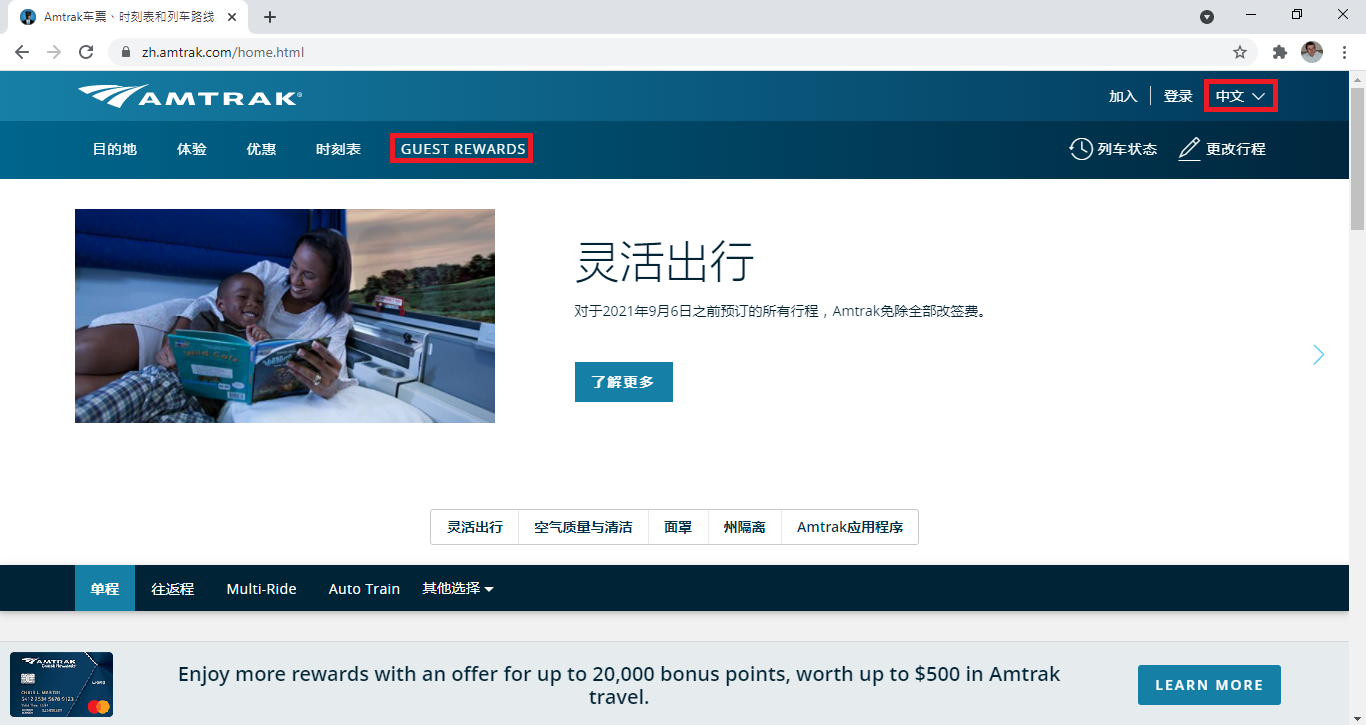 Amtrak车票、时刻表和列车路线
zh.amtrak.com/home.html
AMTRAK
加入
登录
中文
目的地
体验
优惠
时刻表
GUEST REWARDS
列车状态
更改行程
灵活出行
对于2021年9月6日之前预订的所有行程，Amtrak免除全部改签费。
了解更多
Wild Cats
灵活出行
空气质量与清洁
面罩
州隔离
Amtrak应用程序
单程
往返程
Multi-Ride
Auto Train
其他选择
AMTRAK
Guest Rewards
Enjoy more rewards with an offer for up to 20,000 bonus points, worth up to $500 in Amtrak
travel.
LEARN MORE